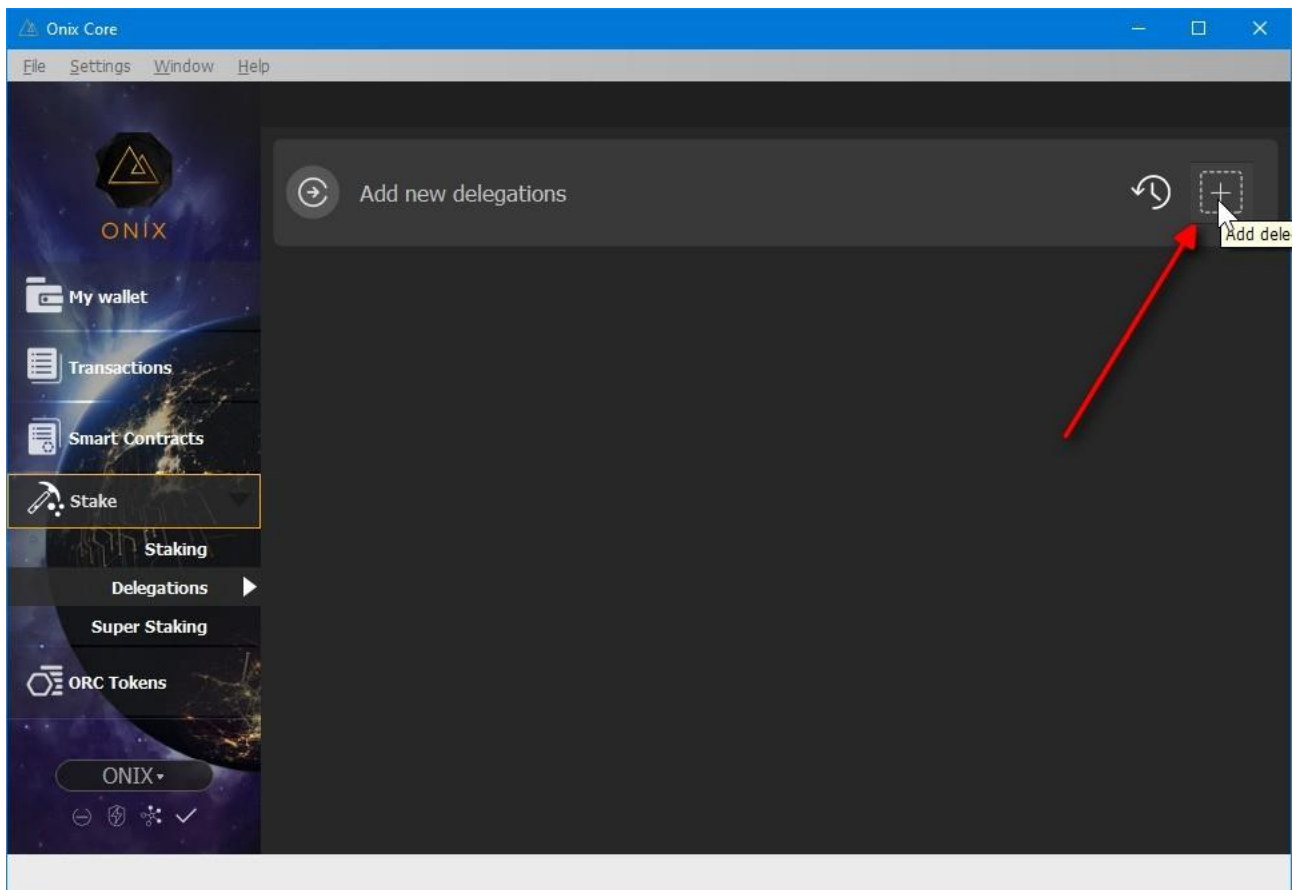 Onix Core
File Settings Window Help
ONIX
Add new delegations
Add dele
My wallet
Transactions
Smart Contracts
Stake
Staking
Delegations
Super Staking
ORC Tokens
ONIX